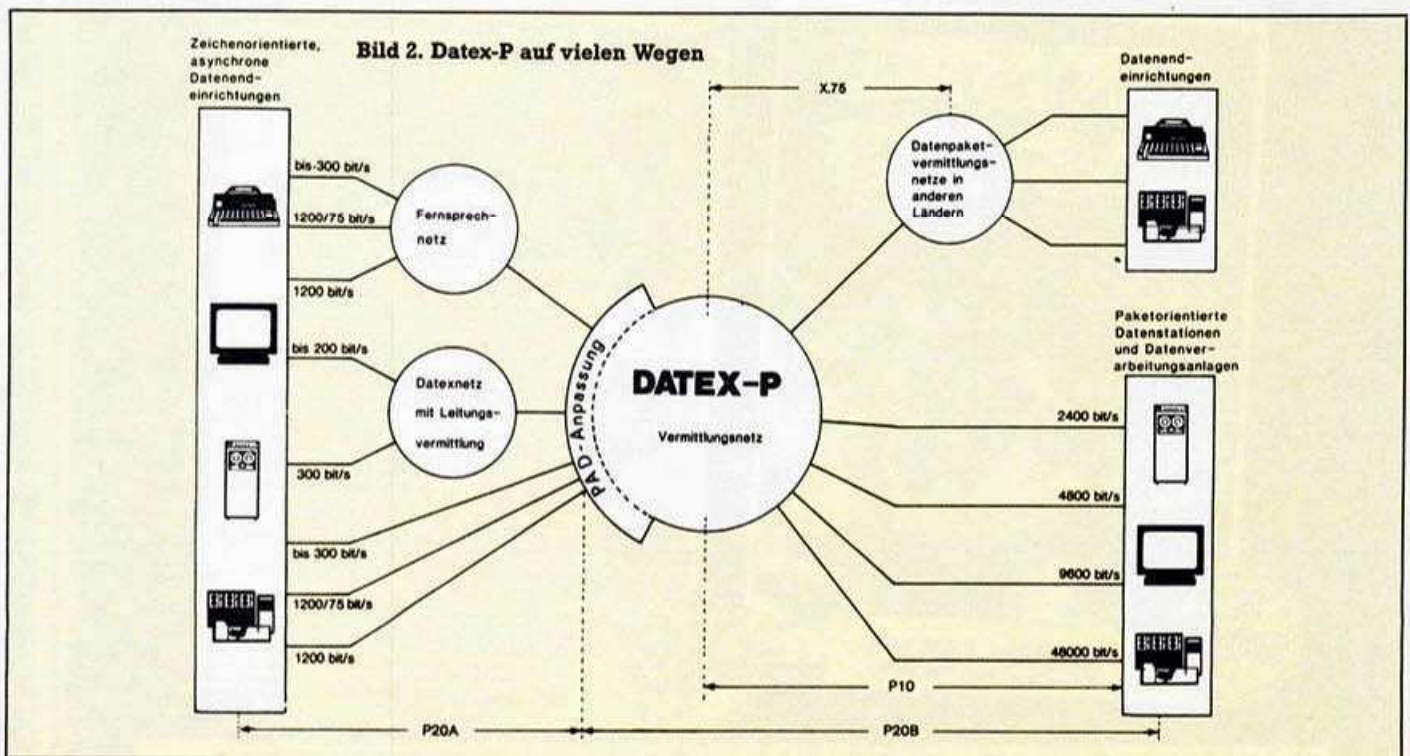 Bild 2. Datex-P auf vielen Wegen
Zeichenorientierte,
asynchrone
Datenend-
einrichtungen
bis-300 bit/s
1200/75 bit/s
1200 bit/s
bis 200 bit/s
300 bit/s
bis 300 bit/s
1200/75 bit/s
1200 bit/s
Fernsprech-
netz
Datexnetz
mit Leitungs-
vermittlung
PAD-Anpassung
DATEX-P
Vermittlungsnetz
X.75
Datenpaket-
vermittlungs-
netze in
anderen
Ländern
Datenend-
einrichtungen
Paketorientierte
Datenstationen
und Datenver-
arbeitungsanlagen
2400 bit/s
4800 bit/s
9600 bit/s
48000 bit/s
P10
P20A
P20B